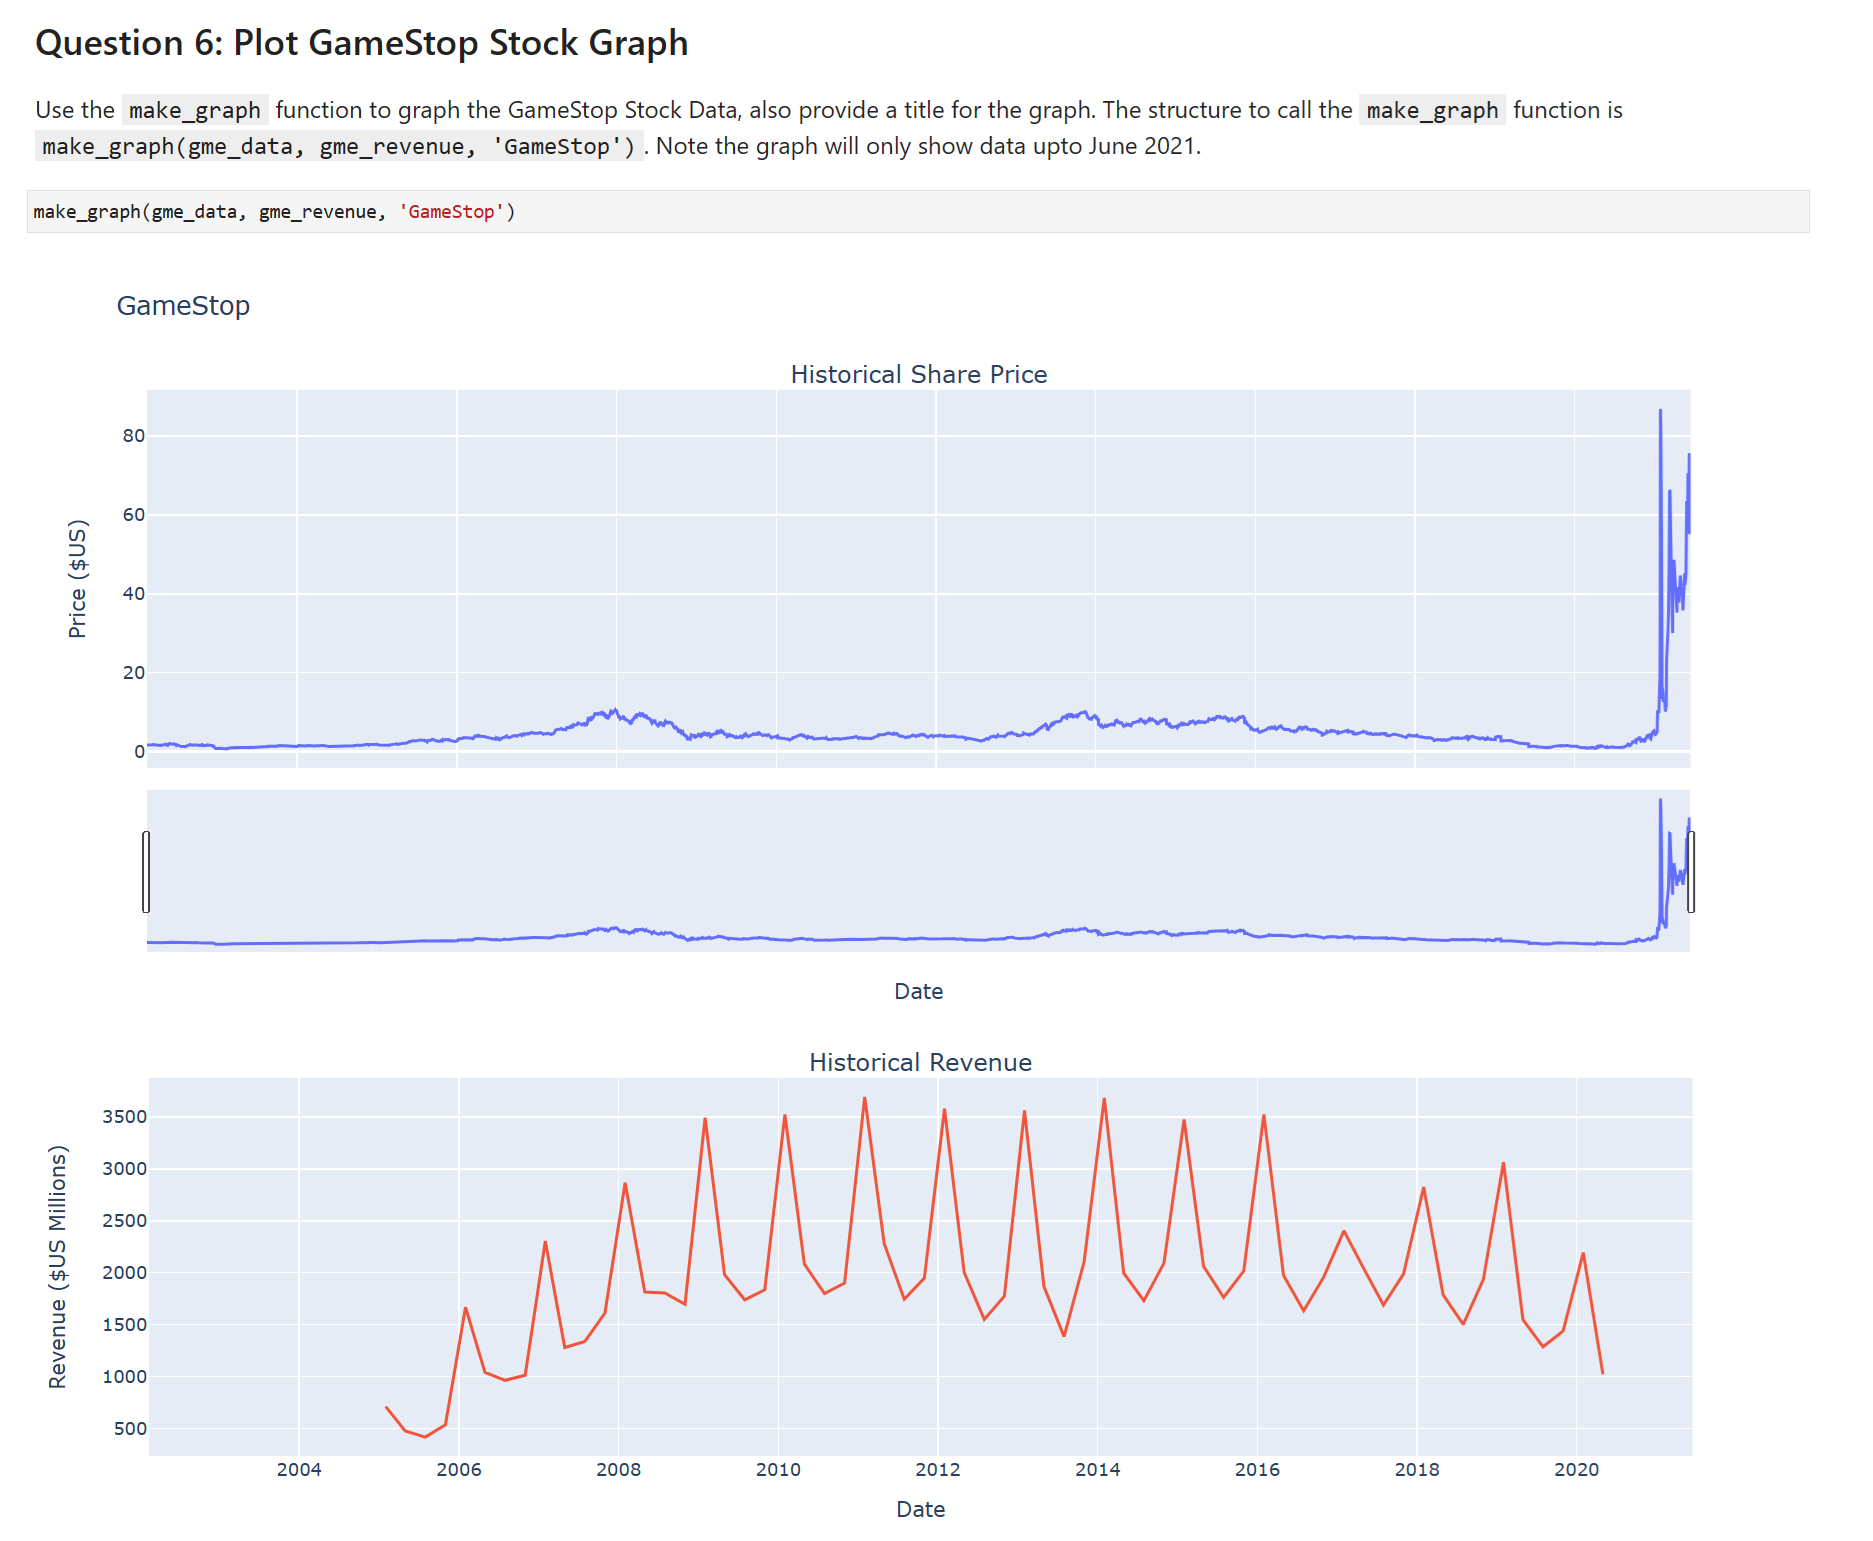 Question 6: Plot GameStop Stock Graph
Use the make_graph function to graph the GameStop Stock Data, also provide a title for the graph. The structure to call the make_graph function is
make_graph(gme_data, gme_revenue, 'GameStop') . Note the graph will only show data upto June 2021.
make_graph(gme_data, gme_revenue, 'GameStop')
GameStop
Historical Share Price
80
60
40
20
0
Price ($US)
Date
Historical Revenue
3500
3000
2500
2000
1500
1000
500
Revenue ($US Millions)
2004 2006 2008 2010 2012 2014 2016 2018 2020
Date